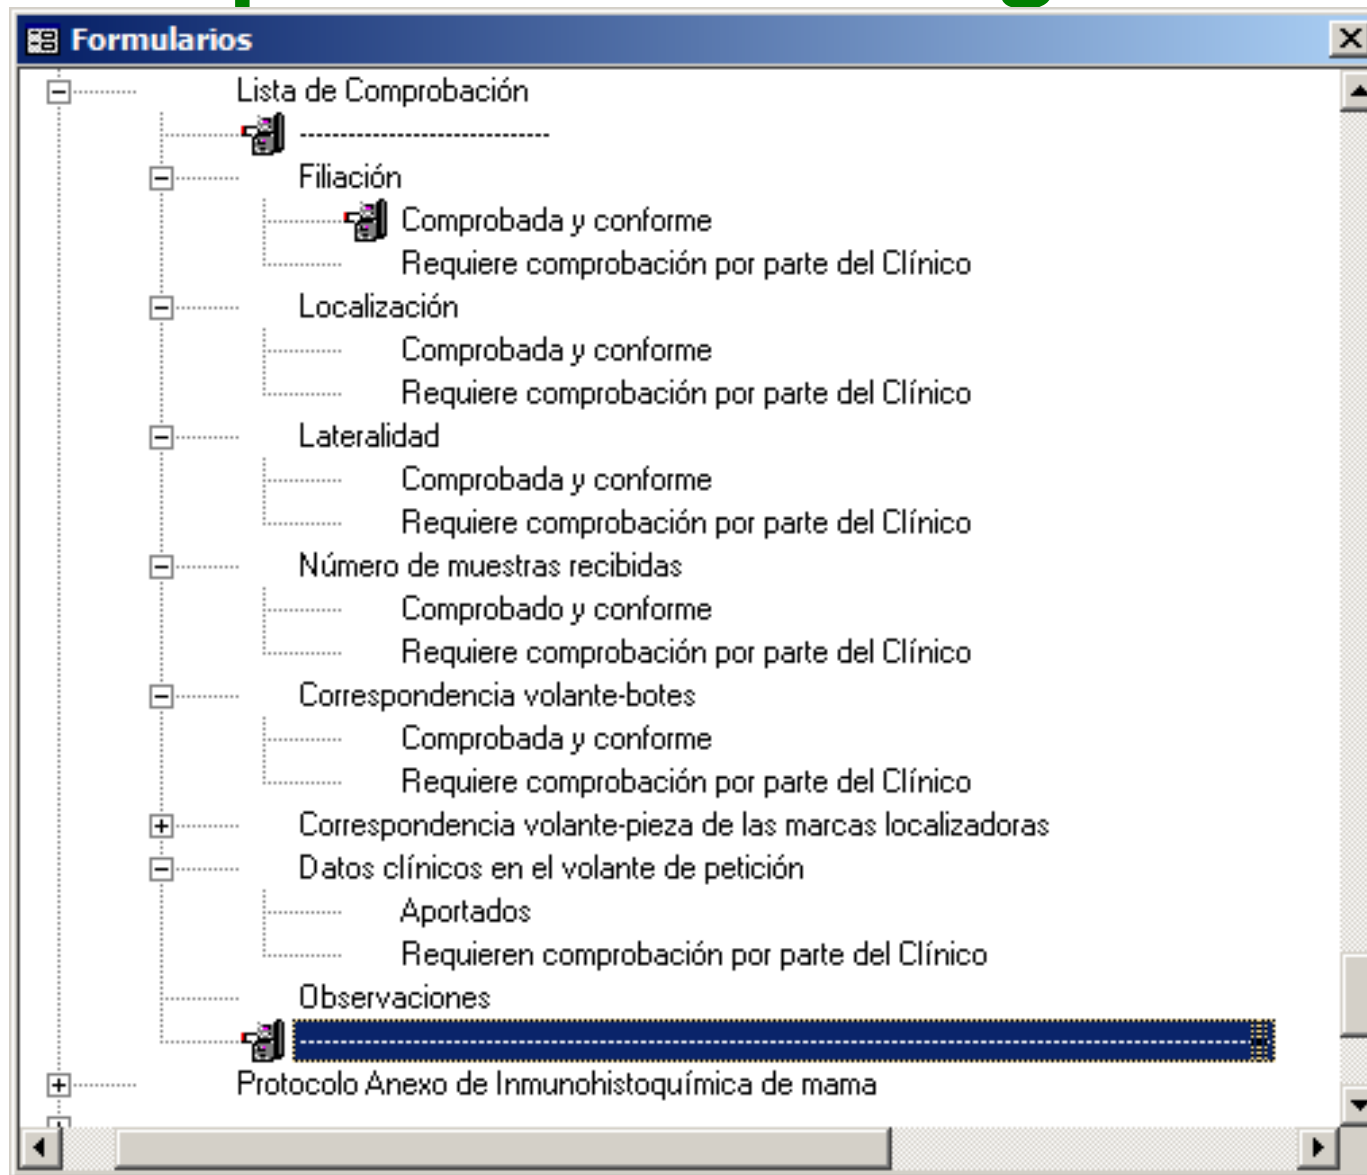 Formularios
Lista de Comprobación
-------------------------------
Filiación
Comprobada y conforme
Requiere comprobación por parte del Clínico
Localización
Comprobada y conforme
Requiere comprobación por parte del Clínico
Lateralidad
Comprobada y conforme
Requiere comprobación por parte del Clínico
Número de muestras recibidas
Comprobado y conforme
Requiere comprobación por parte del Clínico
Correspondencia volante-botes
Comprobada y conforme
Requiere comprobación por parte del Clínico
Correspondencia volante-pieza de las marcas localizadoras
Datos clínicos en el volante de petición
Aportados
Requieren comprobación por parte del Clínico
Observaciones
--------------------------------------------------------------------------------
Protocolo Anexo de Inmunohistoquímica de mama